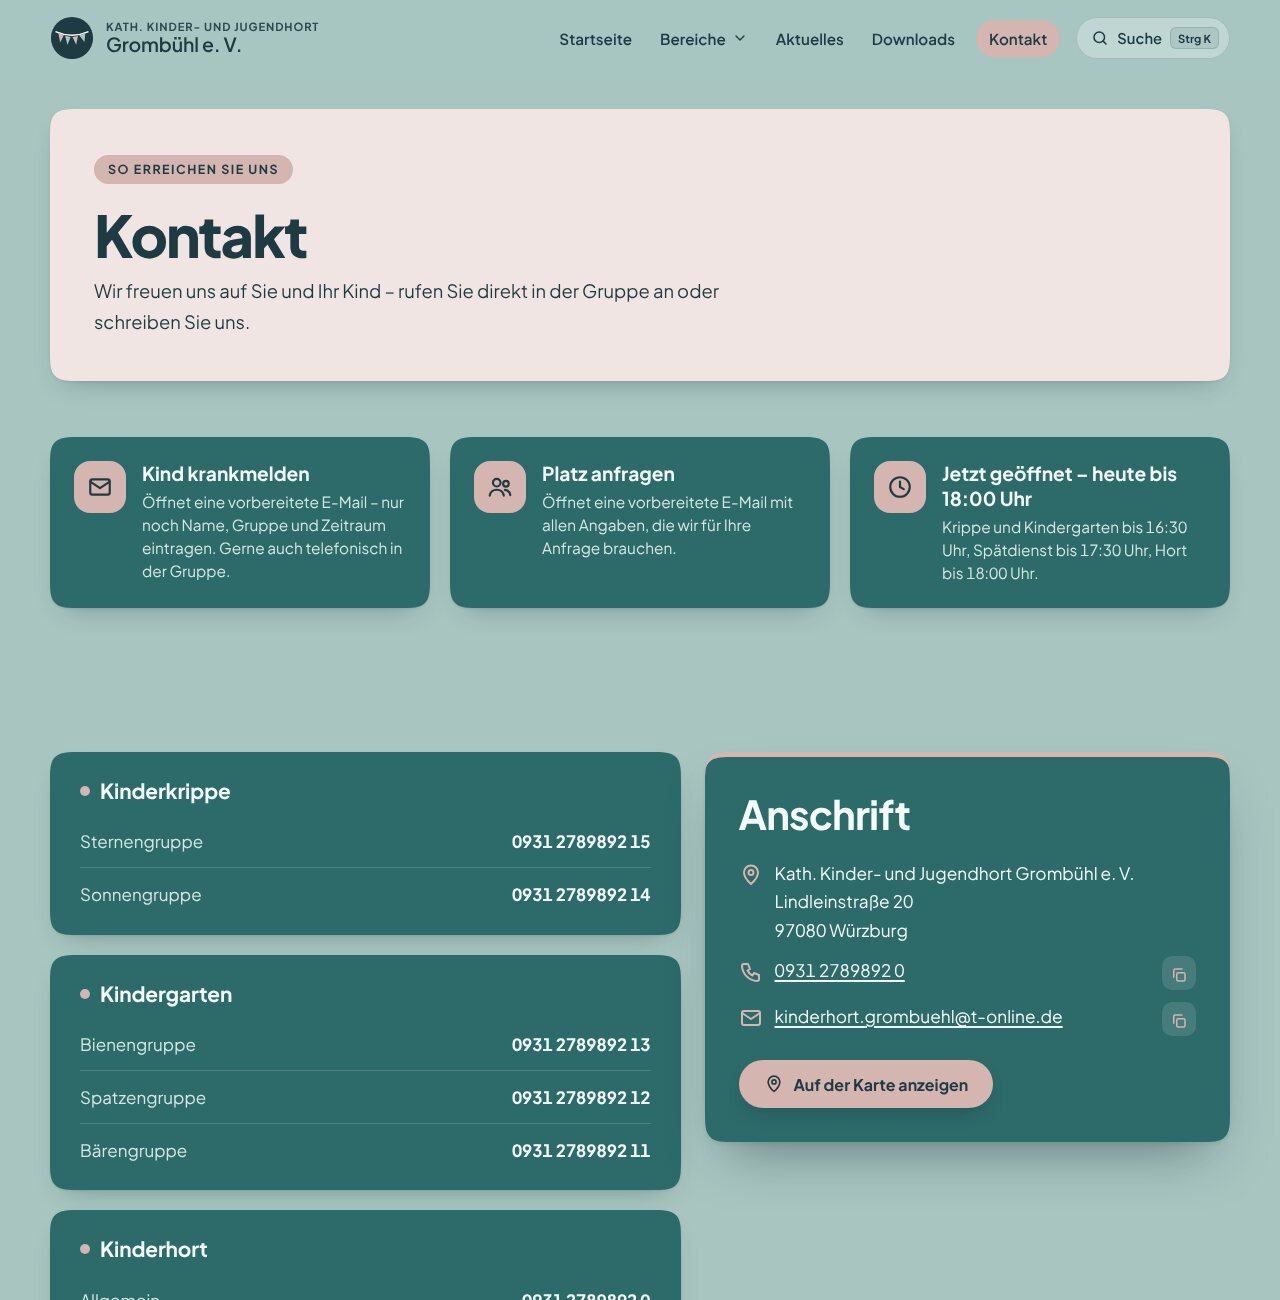 KATH. KINDER- UND JUGENDHORT
Grombühl e. V.
Startseite
Bereiche
Aktuelles
Downloads
Kontakt
Suche
Strg K
SO ERREICHEN SIE UNS
Kontakt
Wir freuen uns auf Sie und Ihr Kind – rufen Sie direkt in der Gruppe an oder
schreiben Sie uns.
Kind krankmelden
Öffnet eine vorbereitete E-Mail – nur
noch Name, Gruppe und Zeitraum
eintragen. Gerne auch telefonisch in
der Gruppe.
Platz anfragen
Öffnet eine vorbereitete E-Mail mit
allen Angaben, die wir für Ihre
Anfrage brauchen.
Jetzt geöffnet – heute bis
18:00 Uhr
Krippe und Kindergarten bis 16:30
Uhr, Spätdienst bis 17:30 Uhr, Hort
bis 18:00 Uhr.
Kinderkrippe
Sternengruppe 0931 2789892 15
Sonnengruppe 0931 2789892 14
Kindergarten
Bienengruppe 0931 2789892 13
Spatzengruppe 0931 2789892 12
Bärengruppe 0931 2789892 11
Kinderhort
Allgemein 0931 2789892 0
Anschrift
Kath. Kinder- und Jugendhort Grombühl e. V.
Lindleinstraße 20
97080 Würzburg
0931 2789892 0
kinderhort.grombuehl@t-online.de
Auf der Karte anzeigen